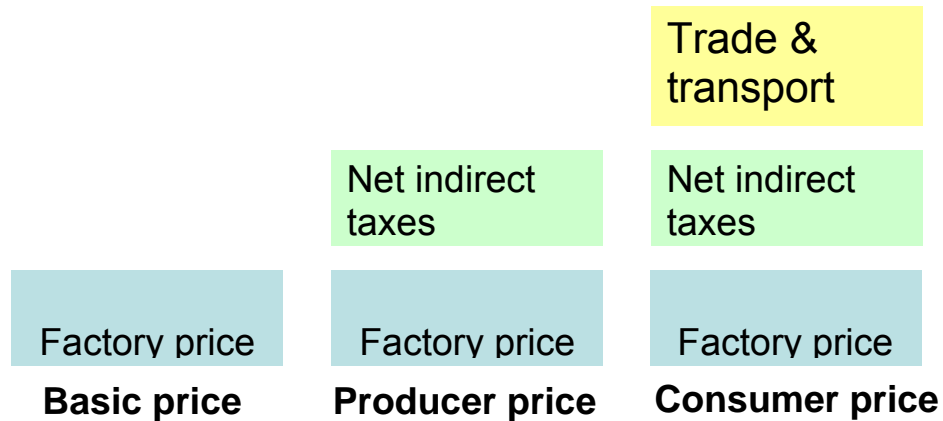 Trade &
transport
Net indirect
taxes
Net indirect
taxes
Factory price
Factory price
Factory price
Basic price
Producer price
Consumer price